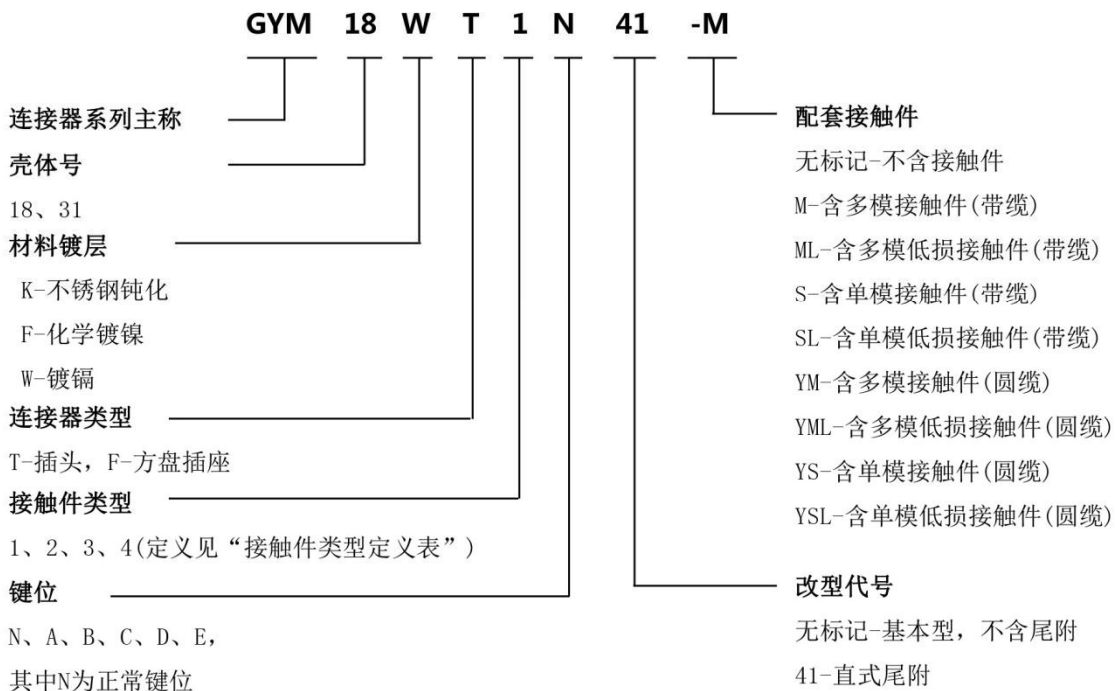 GYM 18 W T 1 N 41 -M
连接器系列主称
壳体号
18、31
材料镀层
K-不锈钢钝化
F-化学镀镍
W-镀镉
连接器类型
T-插头，F-方盘插座
接触件类型
1、2、3、4(定义见“接触件类型定义表”)
键位
N、A、B、C、D、E，
其中N为正常键位
配套接触件
无标记-不含接触件
M-含多模接触件(带缆)
ML-含多模低损接触件(带缆)
S-含单模接触件(带缆)
SL-含单模低损接触件(带缆)
YM-含多模接触件(圆缆)
YML-含多模低损接触件(圆缆)
YS-含单模接触件(圆缆)
YSL-含单模低损接触件(圆缆)
改型代号
无标记-基本型，不含尾附
41-直式尾附